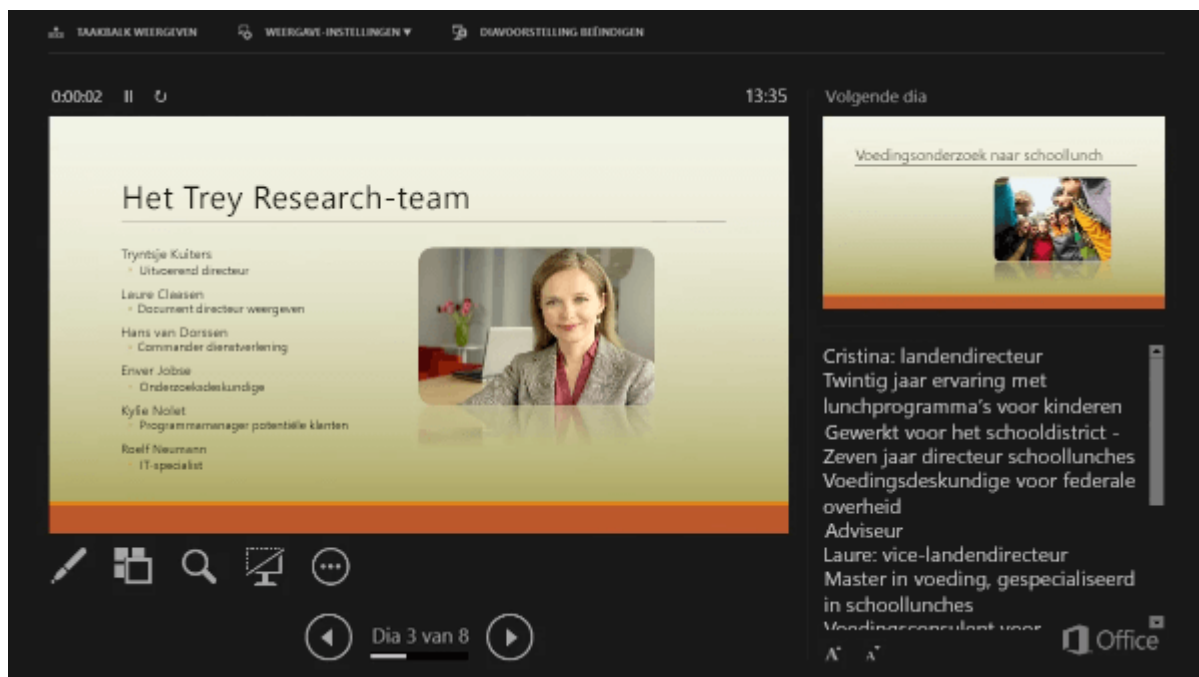 TAAKBALK WEERGEVEN
WEERGAVE-INSTELLINGEN ▼
DIAVOORSTELLING BEËINDIGEN
0:00:02
13:35
Het Trey Research-team
Tryntsje Kuiters
Uitvoerend directeur
Laure Claasen
Document directeur weergeven
Hans van Dorssen
Commander dienstverlening
Enver Jobse
Onderzoeksdeskundige
Kylie Nolet
Programmamanager potentiële klanten
Roelf Neumann
IT-specialist
Dia 3 van 8
Volgende dia
Voedingsonderzoek naar schoollunch
Cristina: landendirecteur
Twintig jaar ervaring met
lunchprogramma's voor kinderen
Gewerkt voor het schooldistrict -
Zeven jaar directeur schoollunches
Voedingsdeskundige voor federale
overheid
Adviseur
Laure: vice-landendirecteur
Master in voeding, gespecialiseerd
in schoollunches
Voedingsconsulent voor
A A
Office